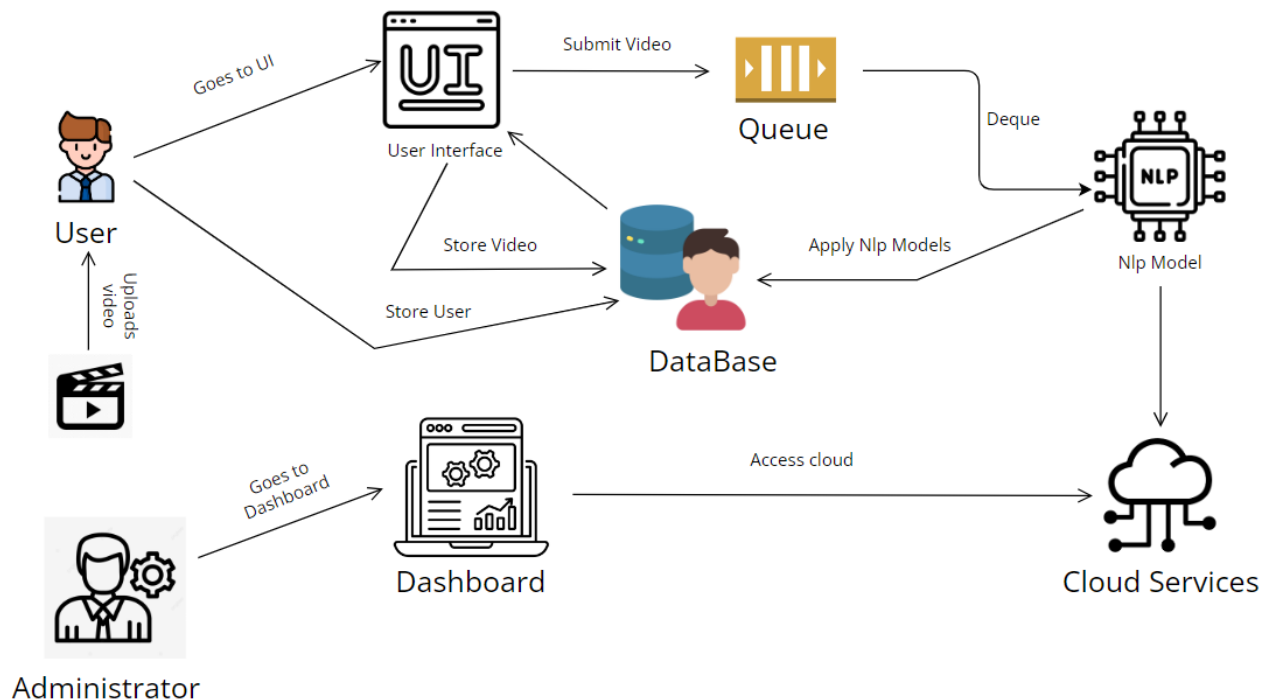 Goes to UI
UI
Submit Video
Queue
Deque
NLP
Nlp Model
User Interface
User
Store Video
Apply Nlp Models
Uploads
video
Store User
DataBase
Goes to
Dashboard
Access cloud
Dashboard
Cloud Services
Administrator